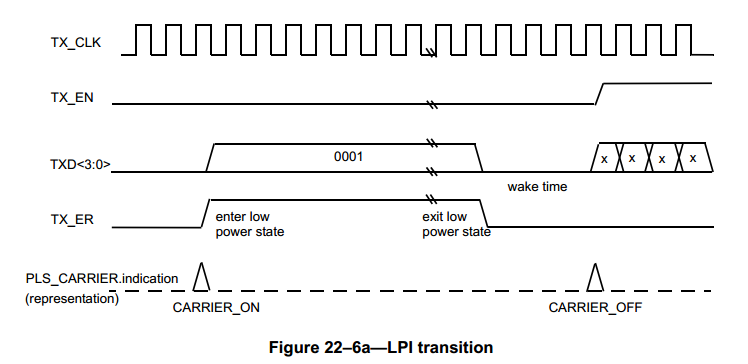 TX_CLK
TX_EN
TXD<3:0>
0001
x x x x
wake time
TX_ER
enter low
power state
exit low
power state
PLS_CARRIER.indication
(representation)
CARRIER_ON
CARRIER_OFF
Figure 22–6a—LPI transition